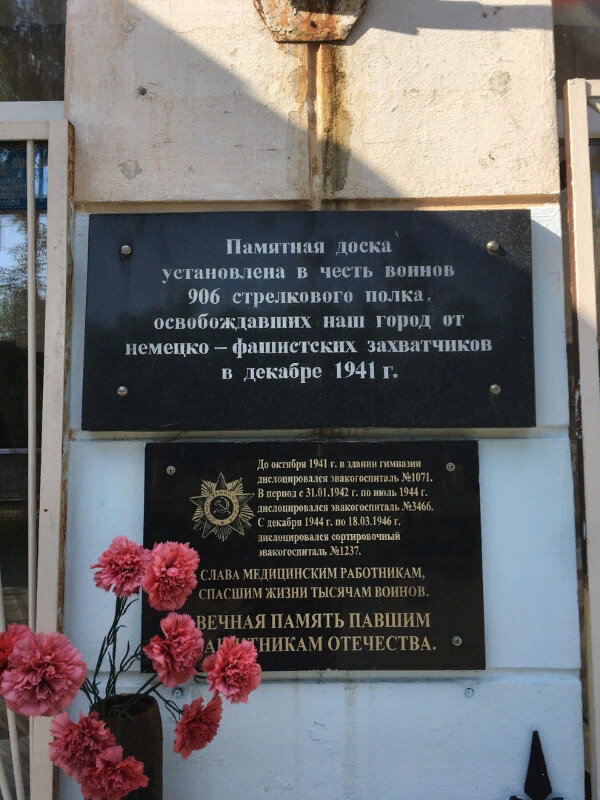 Памятная доска
установлена в честь воинов
906 стрелкового полка,
освобождавших наш город от
немецко – фашистских захватчиков
в декабре 1941 г.
До октября 1941 г. в здании гимназии
дислоцировался эвакогоспиталь №1071.
В период с 31.01.1942 г. по июль 1944 г.
дислоцировался эвакогоспиталь №3466.
С декабря 1944 г. по 18.03.1946 г.
дислоцировался сортировочный
эвакогоспиталь №1237.
СЛАВА МЕДИЦИНСКИМ РАБОТНИКАМ,
СПАСШИМ ЖИЗНИ ТЫСЯЧАМ ВОИНОВ.
ВЕЧНАЯ ПАМЯТЬ ПАВШИМ
ЗАЩИТНИКАМ ОТЕЧЕСТВА.